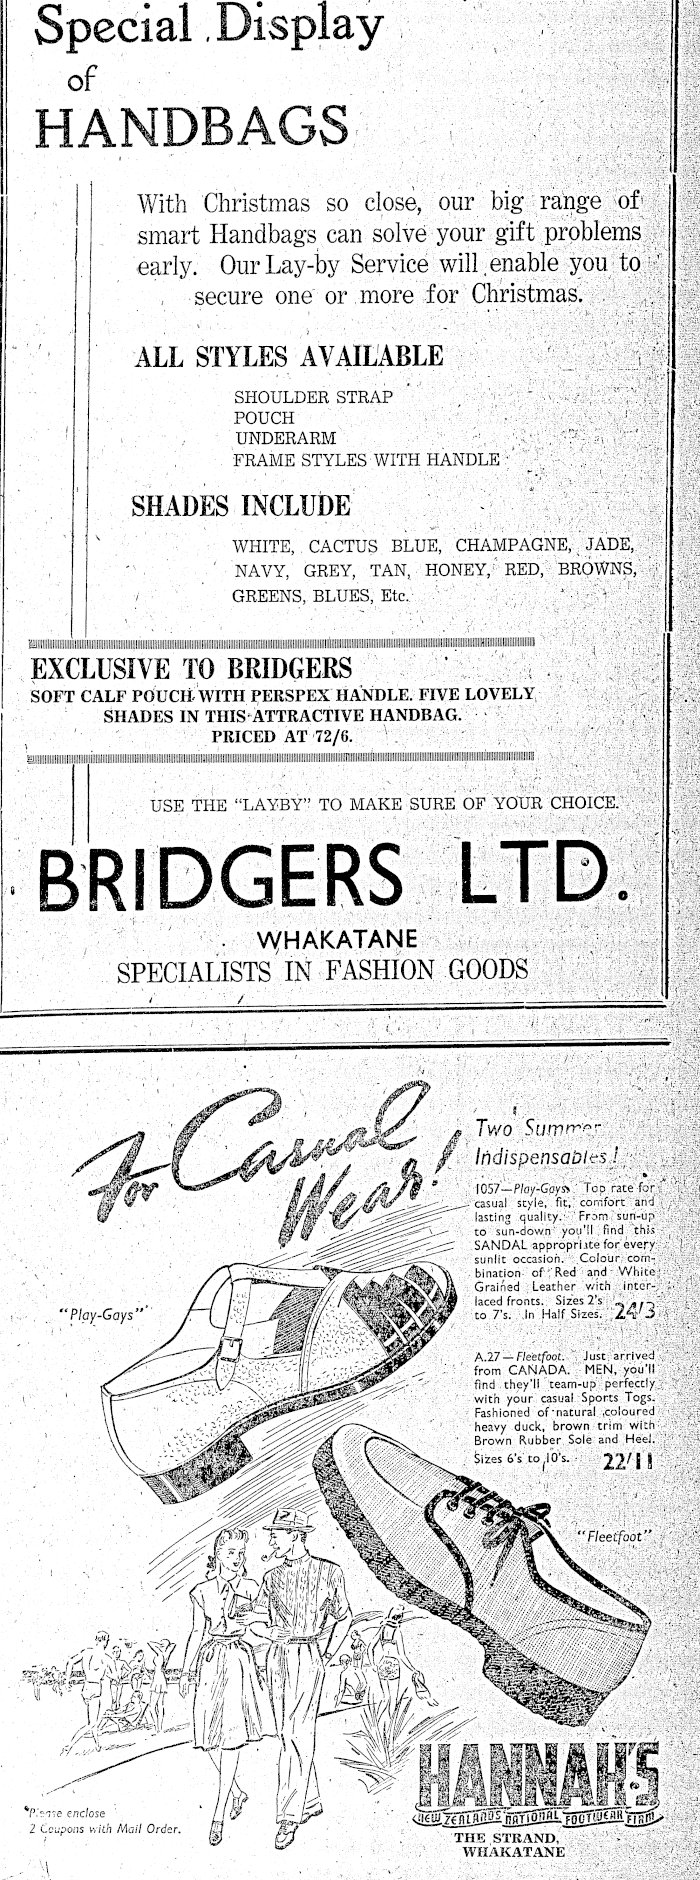 Special Display
of
HANDBAGS
With Christmas so close, our big range of
smart Handbags can solve your gift problems
early. Our Lay-by Service will enable you to
secure one or more for Christmas.
ALL STYLES AVAILABLE
SHOULDER STRAP
POUCH
UNDERARM
FRAME STYLES WITH HANDLE
SHADES INCLUDE
WHITE, CACTUS BLUE, CHAMPAGNE, JADE,
NAVY, GREY, TAN, HONEY, RED, BROWNS,
GREENS, BLUES, Etc.
EXCLUSIVE TO BRIDGERS
SOFT CALF POUCH WITH PERSPEX HANDLE. FIVE LOVELY
SHADES IN THIS ATTRACTIVE HANDBAG.
PRICED AT 72/6.
USE THE "LAYBY" TO MAKE SURE OF YOUR CHOICE.
BRIDGERS LTD.
WHAKATANE
SPECIALISTS IN FASHION GOODS
For Casual
Wear!
Two Summer
Indispensables!
1057—Play-Gays. Top rate for
casual style, fit, comfort and
lasting quality. From sun-up
to sun-down you'll find this
SANDAL appropriate for every
sunlit occasion. Colour com-
bination of Red and White
Grained Leather with inter-
laced fronts. Sizes 2's
to 7's. In Half Sizes. 24/3
"Play-Gays"
A.27—Fleetfoot. Just arrived
from CANADA. MEN, you'll
find they'll team-up perfectly
with your casual Sports Togs.
Fashioned of natural coloured
heavy duck, brown trim with
Brown Rubber Sole and Heel.
Sizes 6's to 10's. 22/11
"Fleetfoot"
HANNAH'S
NEW ZEALANDS NATIONAL FOOTWEAR FIRM
THE STRAND,
WHAKATANE
*Please enclose
2 Coupons with Mail Order.